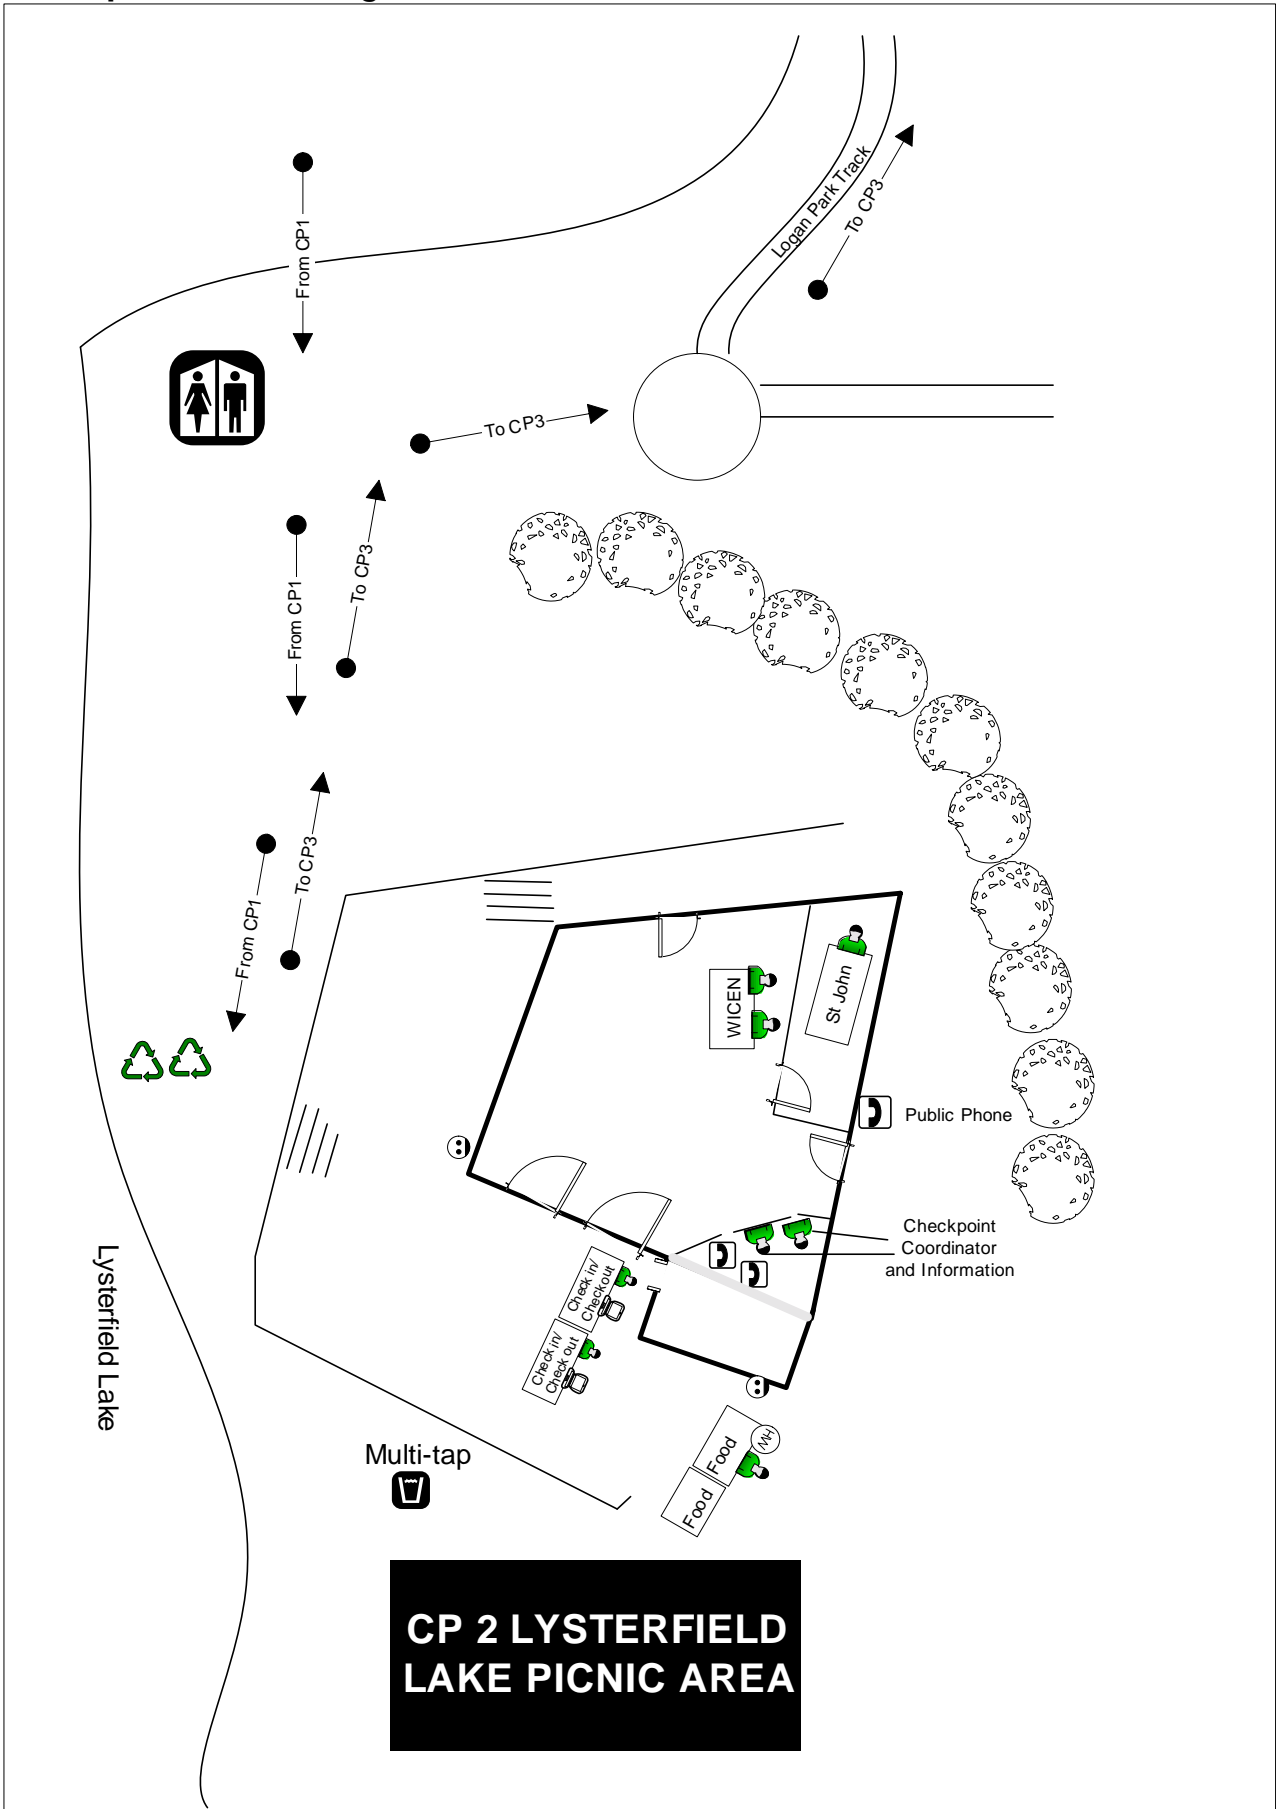 From CP1
Logan Park Track
To CP3
To CP3
From CP1
To CP3
From CP1
To CP3
WICEN
St John
Public Phone
Checkpoint
Coordinator
and Information
Check in/
Checkout
Check in/
Check out
Lysterfield Lake
Multi-tap
Food
HW
Food
CP 2 LYSTERFIELD
LAKE PICNIC AREA